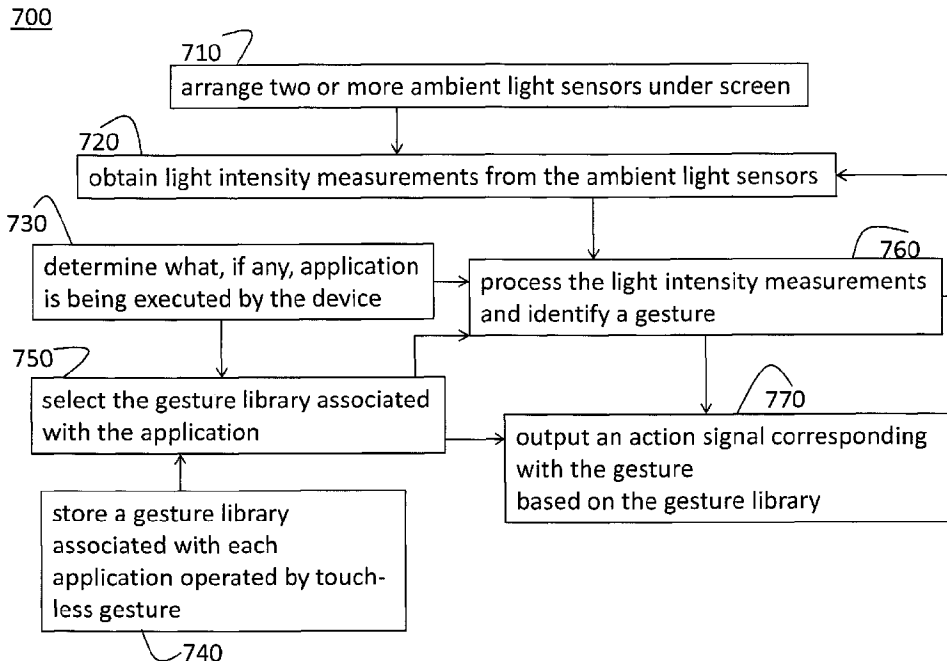 700
710
arrange two or more ambient light sensors under screen
720
obtain light intensity measurements from the ambient light sensors
730
determine what, if any, application
is being executed by the device
760
process the light intensity measurements
and identify a gesture
750
select the gesture library associated
with the application
770
output an action signal corresponding
with the gesture
based on the gesture library
store a gesture library
associated with each
application operated by touch-
less gesture
740